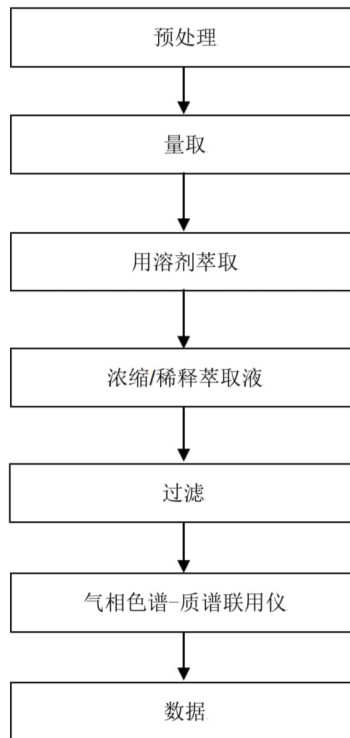 预处理
量取
用溶剂萃取
浓缩/稀释萃取液
过滤
气相色谱-质谱联用仪
数据